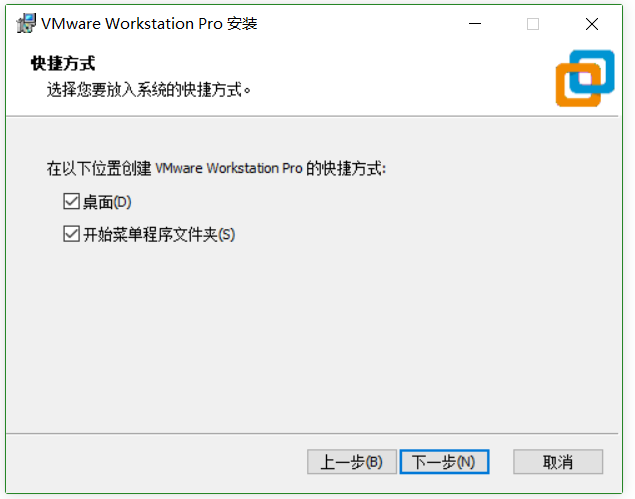 VMware Workstation Pro 安装
快捷方式
选择您要放入系统的快捷方式。
在以下位置创建 VMware Workstation Pro 的快捷方式:
桌面(D)
开始菜单程序文件夹(S)
上一步(B) 下一步(N) 取消